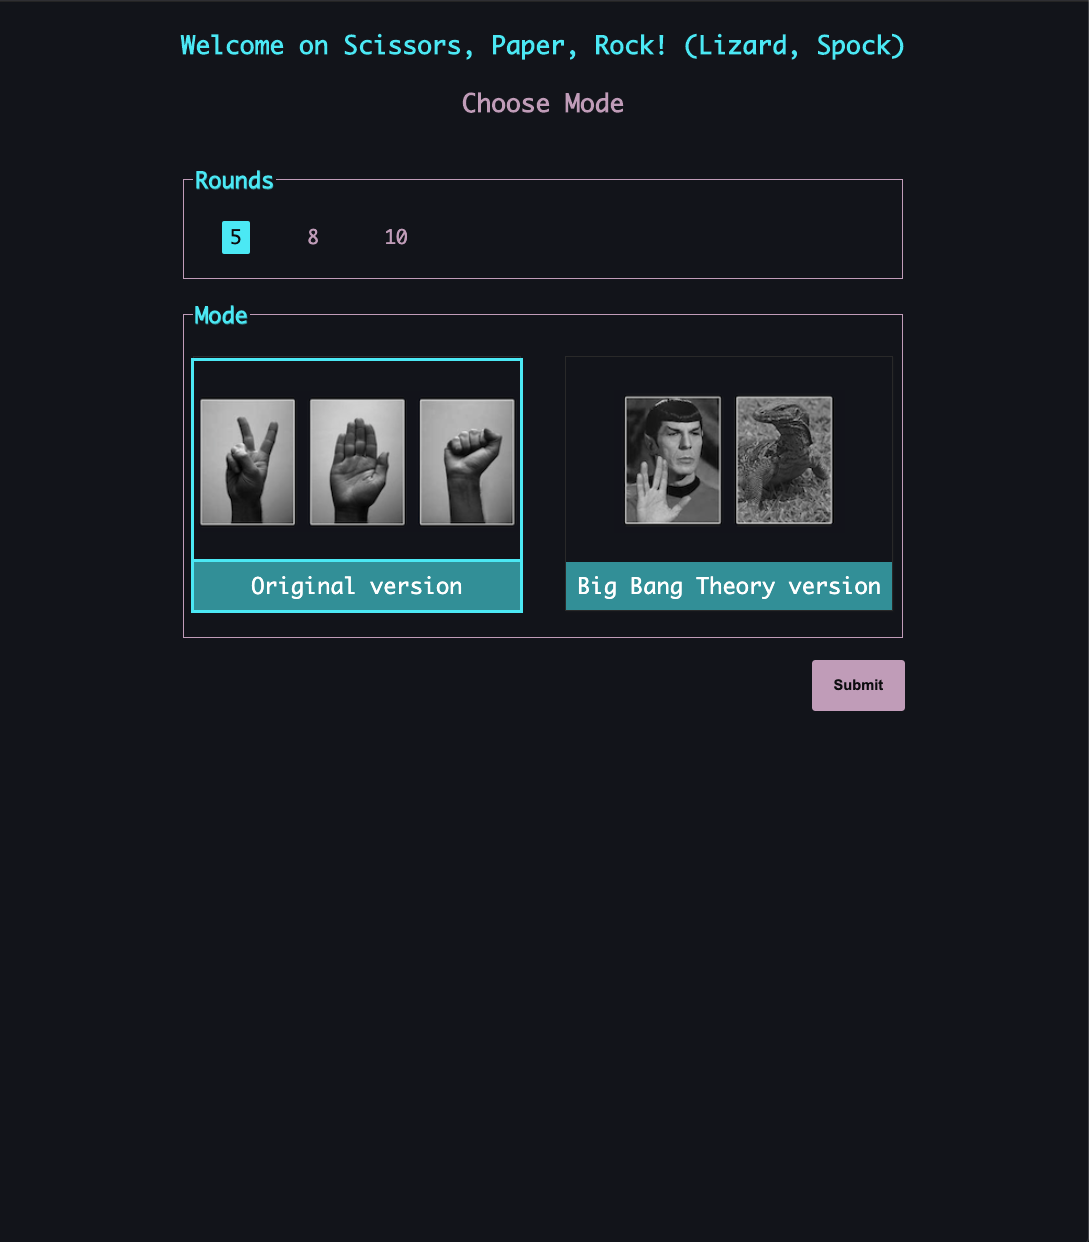 Welcome on Scissors, Paper, Rock! (Lizard, Spock)
Choose Mode
Rounds
5 8 10
Mode
Original version
Big Bang Theory version
Submit